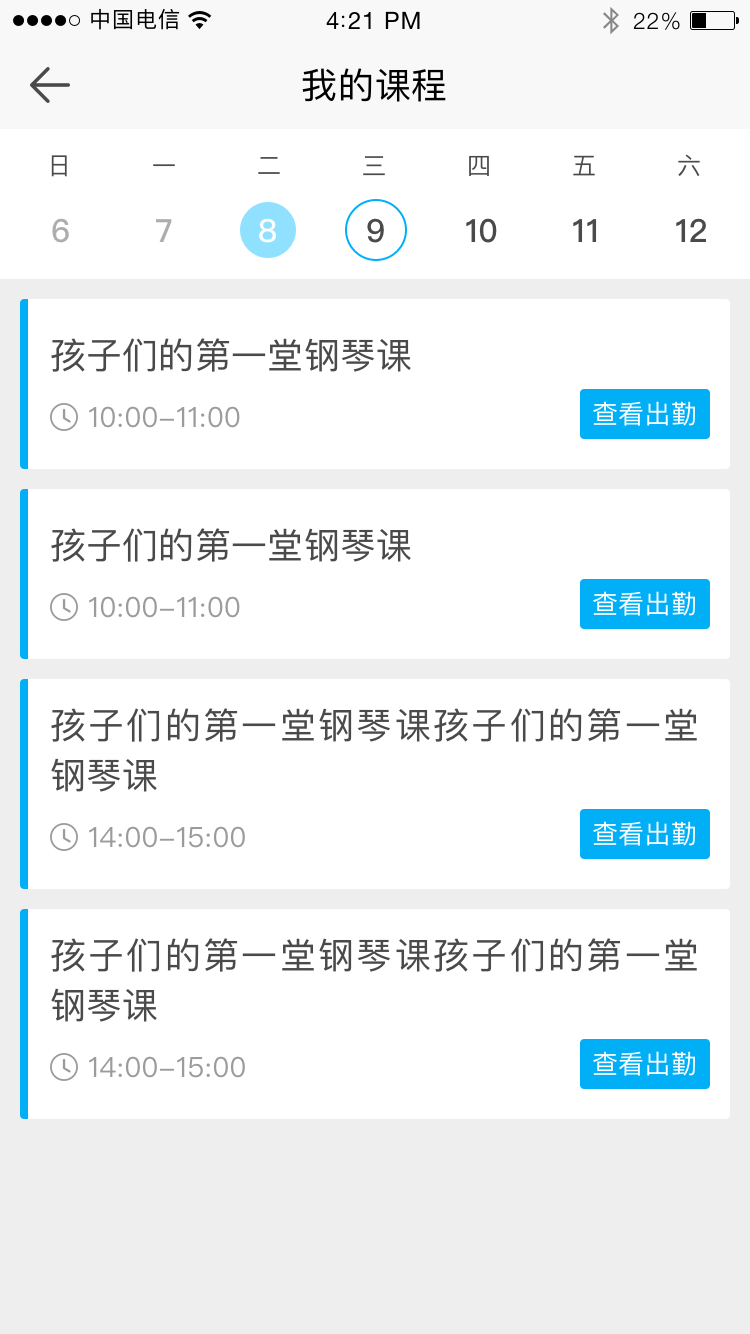 中国电信 4:21 PM 22%
我的课程
日 一 二 三 四 五 六
6 7 8 9 10 11 12
孩子们的第一堂钢琴课
10:00–11:00 查看出勤
孩子们的第一堂钢琴课
10:00–11:00 查看出勤
孩子们的第一堂钢琴课孩子们的第一堂
钢琴课
14:00–15:00 查看出勤
孩子们的第一堂钢琴课孩子们的第一堂
钢琴课
14:00–15:00 查看出勤